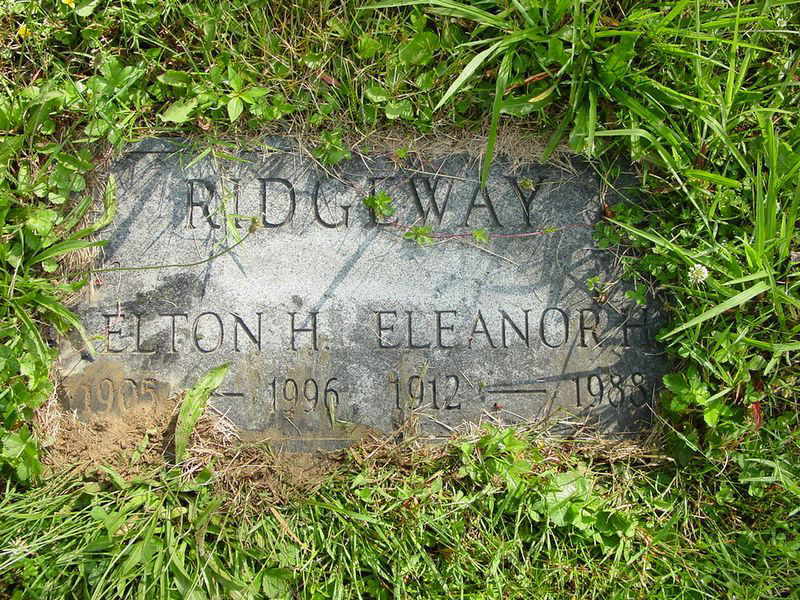 RIDGEWAY
ELTON H. ELEANOR H.
1905 — 1996 1912 — 1988